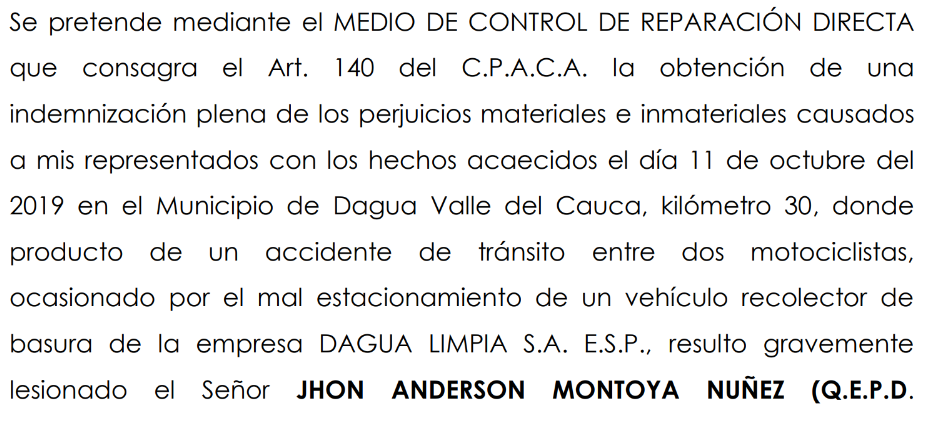 Se pretende mediante el MEDIO DE CONTROL DE REPARACIÓN DIRECTA
que consagra el Art. 140 del C.P.A.C.A. la obtención de una
indemnización plena de los perjuicios materiales e inmateriales causados
a mis representados con los hechos acaecidos el día 11 de octubre del
2019 en el Municipio de Dagua Valle del Cauca, kilómetro 30, donde
producto de un accidente de tránsito entre dos motociclistas,
ocasionado por el mal estacionamiento de un vehículo recolector de
basura de la empresa DAGUA LIMPIA S.A. E.S.P., resulto gravemente
lesionado el Señor JHON ANDERSON MONTOYA NUÑEZ (Q.E.P.D.